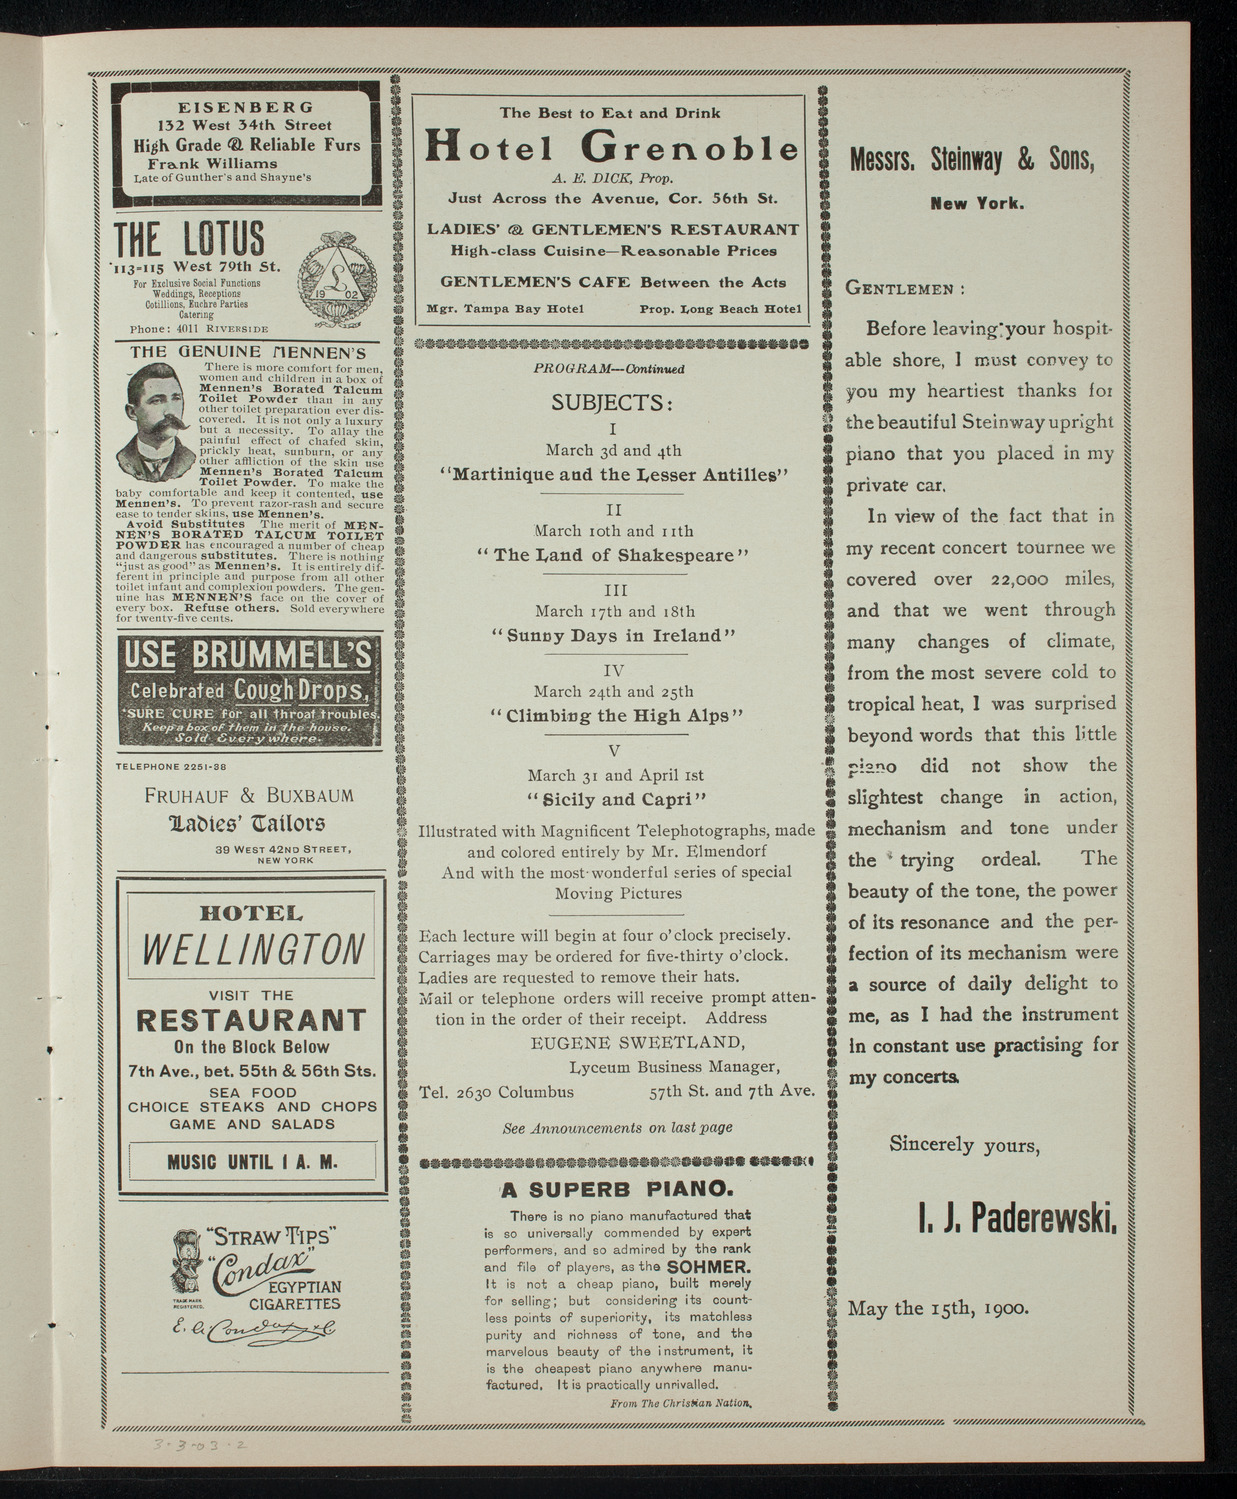 EISENBERG
132 West 34th Street
High Grade & Reliable Furs
Frank Williams
Late of Gunther's and Shayne's
THE LOTUS
113=115 West 79th St.
For Exclusive Social Functions
Weddings, Receptions
Cotillions, Euchre Parties
Catering
Phone: 4011 RIVERSIDE
L
19 02
THE GENUINE MENNEN'S
There is more comfort for men,
women and children in a box of
Mennen's Borated Talcum
Toilet Powder than in any
other toilet preparation ever dis-
covered. It is not only a luxury
but a necessity. To allay the
painful effect of chafed skin,
prickly heat, sunburn, or any
other affliction of the skin use
Mennen's Borated Talcum
Toilet Powder. To make the
baby comfortable and keep it contented, use
Mennen's. To prevent razor-rash and secure
ease to tender skins, use Mennen's.
Avoid Substitutes The merit of MEN-
NEN'S BORATED TALCUM TOILET
POWDER has encouraged a number of cheap
and dangerous substitutes. There is nothing
"just as good" as Mennen's. It is entirely dif-
ferent in principle and purpose from all other
toilet infant and complexion powders. The gen-
uine has MENNEN'S face on the cover of
every box. Refuse others. Sold everywhere
for twenty-five cents.
USE BRUMMELL'S
Celebrated Cough Drops,
SURE CURE for all throat troubles.
Keep a box of them in the house.
Sold Everywhere.
TELEPHONE 2251-38
FRUHAUF & BUXBAUM
Ladies' Tailors
39 WEST 42ND STREET,
NEW YORK
HOTEL
WELLINGTON
VISIT THE
RESTAURANT
On the Block Below
7th Ave., bet. 55th & 56th Sts.
SEA FOOD
CHOICE STEAKS AND CHOPS
GAME AND SALADS
MUSIC UNTIL 1 A. M.
"STRAW TIPS"
"Condax"
EGYPTIAN
CIGARETTES
TRADE MARK
REGISTERED.
3-3-03-2
The Best to Eat and Drink
Hotel Grenoble
A. E. DICK, Prop.
Just Across the Avenue, Cor. 56th St.
LADIES' & GENTLEMEN'S RESTAURANT
High-class Cuisine—Reasonable Prices
GENTLEMEN'S CAFE Between the Acts
Mgr. Tampa Bay Hotel Prop. Long Beach Hotel
PROGRAM—Continued
SUBJECTS:
I
March 3d and 4th
"Martinique and the Lesser Antilles"
II
March 10th and 11th
"The Land of Shakespeare"
III
March 17th and 18th
"Sunny Days in Ireland"
IV
March 24th and 25th
"Climbing the High Alps"
V
March 31 and April 1st
"Sicily and Capri"
Illustrated with Magnificent Telephotographs, made
and colored entirely by Mr. Elmendorf
And with the most wonderful series of special
Moving Pictures
Each lecture will begin at four o'clock precisely.
Carriages may be ordered for five-thirty o'clock.
Ladies are requested to remove their hats.
Mail or telephone orders will receive prompt atten-
tion in the order of their receipt. Address
EUGENE SWEETLAND,
Lyceum Business Manager,
Tel. 2630 Columbus 57th St. and 7th Ave.
See Announcements on last page
A SUPERB PIANO.
There is no piano manufactured that
is so universally commended by expert
performers, and so admired by the rank
and file of players, as the SOHMER.
It is not a cheap piano, built merely
for selling; but considering its count-
less points of superiority, its matchless
purity and richness of tone, and the
marvelous beauty of the instrument, it
is the cheapest piano anywhere manu-
factured. It is practically unrivalled.
From The Christian Nation.
Messrs. Steinway & Sons,
New York.
GENTLEMEN :
Before leaving your hospit-
able shore, I must convey to
you my heartiest thanks for
the beautiful Steinway upright
piano that you placed in my
private car.
In view of the fact that in
my recent concert tournee we
covered over 22,000 miles,
and that we went through
many changes of climate,
from the most severe cold to
tropical heat, I was surprised
beyond words that this little
piano did not show the
slightest change in action,
mechanism and tone under
the trying ordeal. The
beauty of the tone, the power
of its resonance and the per-
fection of its mechanism were
a source of daily delight to
me, as I had the instrument
in constant use practising for
my concerts.
Sincerely yours,
I. J. Paderewski.
May the 15th, 1900.